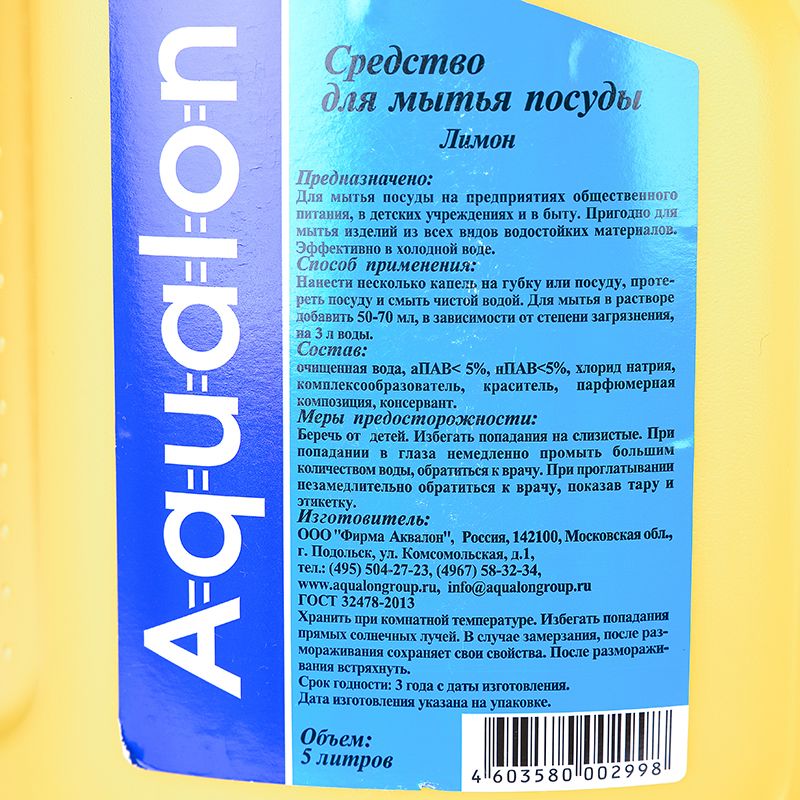 A=q=u=a=l=o=n
Средство
для мытья посуды
Лимон
Предназначено:
Для мытья посуды на предприятиях общественного
питания, в детских учреждениях и в быту. Пригодно для
мытья изделий из всех видов водостойких материалов.
Эффективно в холодной воде.
Способ применения:
Нанести несколько капель на губку или посуду, проте-
реть посуду и смыть чистой водой. Для мытья в растворе
добавить 50-70 мл, в зависимости от степени загрязнения,
на 3 л воды.
Состав:
очищенная вода, аПАВ< 5%, нПАВ<5%, хлорид натрия,
комплексообразователь, краситель, парфюмерная
композиция, консервант.
Меры предосторожности:
Беречь от детей. Избегать попадания на слизистые. При
попадании в глаза немедленно промыть большим
количеством воды, обратиться к врачу. При проглатывании
незамедлительно обратиться к врачу, показав тару и
этикетку.
Изготовитель:
ООО "Фирма Аквалон", Россия, 142100, Московская обл.,
г. Подольск, ул. Комсомольская, д.1,
тел.: (495) 504-27-23, (4967) 58-32-34,
www.aqualongroup.ru, info@aqualongroup.ru
ГОСТ 32478-2013
Хранить при компатной температуре. Избегать попадания
прямых солнечных лучей. В случае замерзания, после раз-
мораживания сохраняет свои свойства. После разморажи-
вания встряхнуть.
Срок годности: 3 года с даты изготовления.
Дата изготовления указана на упаковке.
Объем:
5 литров
4 603580 002998